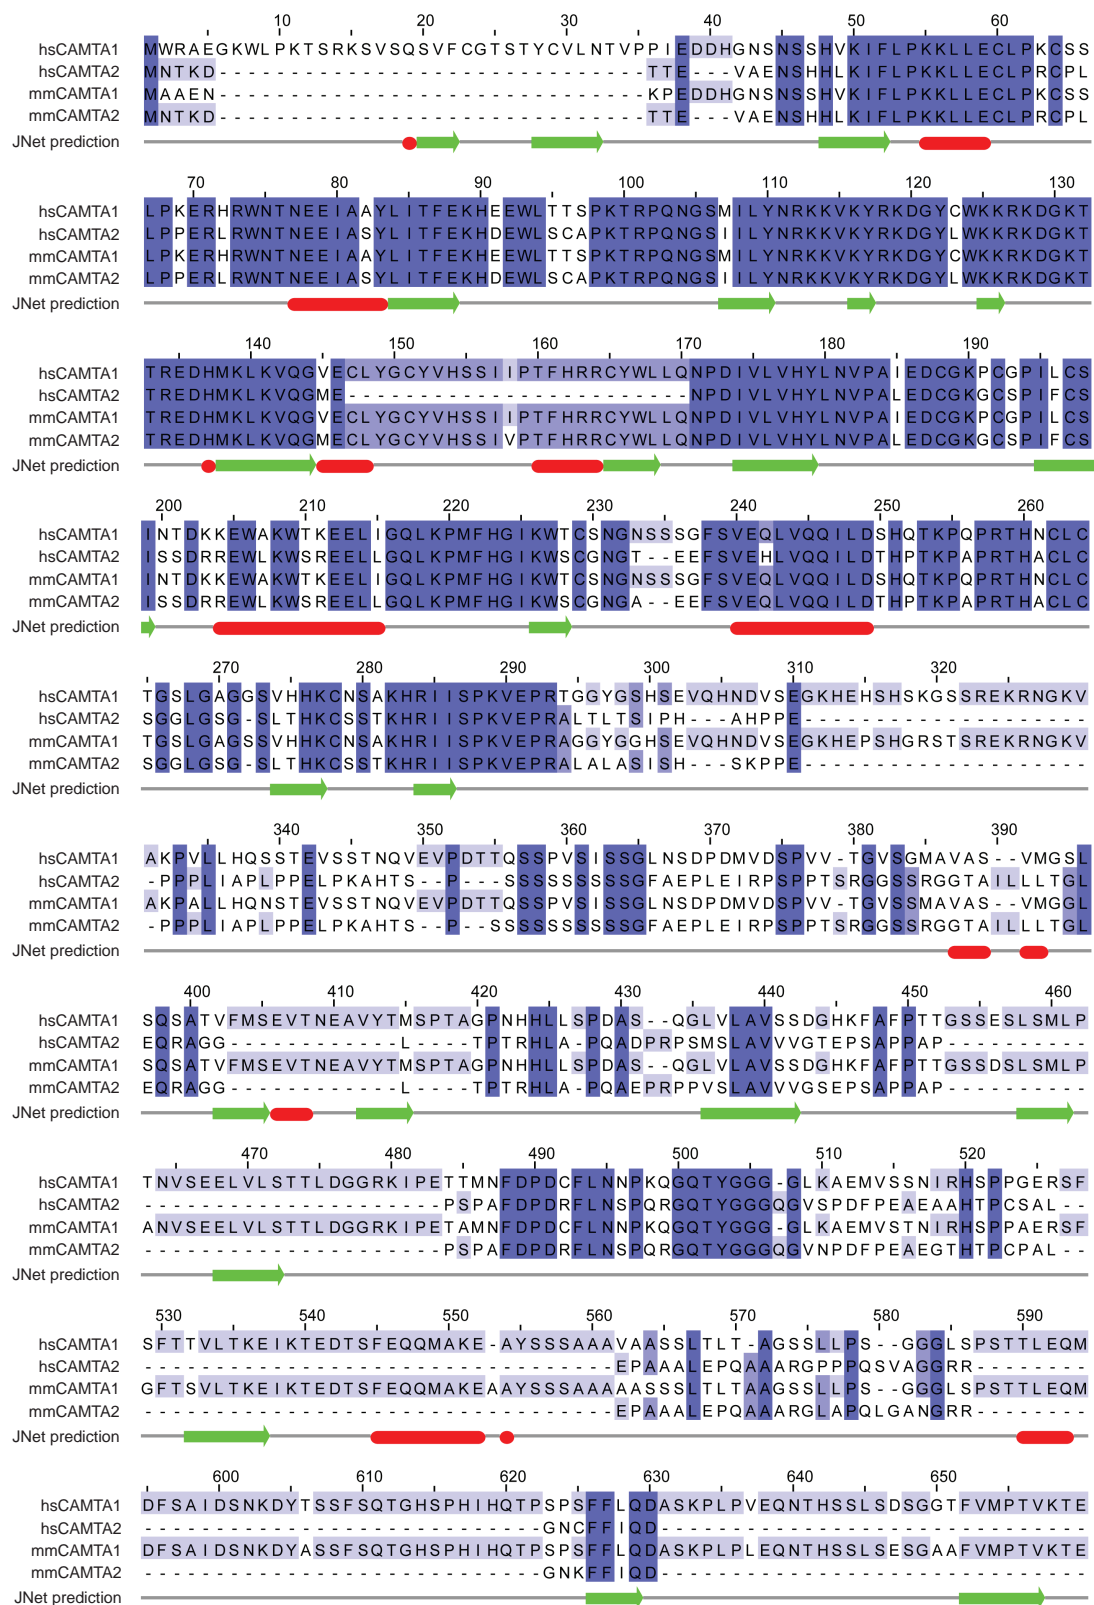 10 20 30 40 50 60
hsCAMTA1 MWRAEGKWLPKTSRKSVSQSVFCGTSTYCVLNTVPPIEDDHGNSNSSHVKIFLPKKLLECLPKCSS
hsCAMTA2 MNTKD------------------------------TTE---VAENSHHLKIFLPKKLLECLPRCPL
mmCAMTA1 MAAEN------------------------------KPEDDHGNSNSSHVKIFLPKKLLECLPKCSS
mmCAMTA2 MNTKD------------------------------TTE---VAENSHHLKIFLPKKLLECLPRCPL
JNet prediction
70 80 90 100 110 120 130
hsCAMTA1 LPKERHRWNTNEEIAAYLITFEKHEEWLTTSPKTRPQNGSMILYNRKKVKYRKDGYCWKKRKDGKT
hsCAMTA2 LPPERLRWNTNEEIASYLITFEKHDEWLSCAPKTRPQNGSIILYNRKKVKYRKDGYLWKKRKDGKT
mmCAMTA1 LPKERHRWNTNEEIAAYLITFEKHEEWLTTSPKTRPQNGSMILYNRKKVKYRKDGYCWKKRKDGKT
mmCAMTA2 LPPERLRWNTNEEIASYLITFEKHDEWLSCAPKTRPQNGSIILYNRKKVKYRKDGYLWKKRKDGKT
JNet prediction
140 150 160 170 180 190
hsCAMTA1 TREDHMKLKVQGVECLYGCYVHSSIIPTFHRRCYWLLQNPDIVLVHYLNVPAIEDCGKPCGPILCS
hsCAMTA2 TREDHMKLKVQGME------------------------NPDIVLVHYLNVPALEDCGKGCSPIFCS
mmCAMTA1 TREDHMKLKVQGVECLYGCYVHSSIIPTFHRRCYWLLQNPDIVLVHYLNVPAIEDCGKPCGPILCS
mmCAMTA2 TREDHMKLKVQGMECLYGCYVHSSIVPTFHRRCYWLLQNPDIVLVHYLNVPALEDCGKGCSPIFCS
JNet prediction
200 210 220 230 240 250 260
hsCAMTA1 INTDKKEWAKWTKEELIGQLKPMFHGIKWTCSNGNSSSGFSVEQLVQQILDSHQTKPQPRTHNCLC
hsCAMTA2 ISSDRREWLKWSREELLGQLKPMFHGIKWSCGNGT--EEFSVEHLVQQILDTHPTKPAPRTHACLC
mmCAMTA1 INTDKKEWAKWTKEELIGQLKPMFHGIKWTCSNGNSSSGFSVEQLVQQILDSHQTKPQPRTHNCLC
mmCAMTA2 ISSDRREWLKWSREELLGQLKPMFHGIKWSCGNGA--EEFSVEQLVQQILDTHPTKPAPRTHACLC
JNet prediction
270 280 290 300 310 320
hsCAMTA1 TGSLGAGGSVHHKCNSAKHRIISPKVEPRTGGYGSHSEVQHNDVSEGKHEHSHSKGSSREKRNGKV
hsCAMTA2 SGGLGSG-SLTHKCSSTKHRIISPKVEPRALTLTSIPH---AHPPE--------------------
mmCAMTA1 TGSLGAGSSVHHKCNSAKHRIISPKVEPRAGGYGGHSEVQHNDVSEGKHEPSHGRSTSREKRNGKV
mmCAMTA2 SGGLGSG-SLTHKCSSTKHRIISPKVEPRALALASISH---SKPPE--------------------
JNet prediction
340 350 360 370 380 390
hsCAMTA1 AKPVLLHQSSTEVSSTNQVEVPDTTQSSPVSISSGLNSDPDMVDSPVV-TGVSGMAVAS--VMGSL
hsCAMTA2 -PPPLIAPLPPELPKAHTS--P--SSSSSSSSSSGFAEPLEIRPSPPTSRGGSSRGGTAILLLTGL
mmCAMTA1 AKPALLHQNSTEVSSTNQVEVPDTTQSSPVSISSGLNSDPDMVDSPVV-TGVSSMAVAS--VMGGL
mmCAMTA2 -PPPLIAPLPPELPKAHTS--P--SSSSSSSSSSGFAEPLEIRPSPPTSRGGSSRGGTAILLLTGL
JNet prediction
400 410 420 430 440 450 460
hsCAMTA1 SQSATVFMSEVTNEAVYTMSPTAGPNHHLLSPDAS--QGLVLAVSSDGHKFAFPTTGSSESLSMLP
hsCAMTA2 EQRAGG------------L----TPTRHLA-PQADPRPSMSLAVVVGTEPSAPPAP----------
mmCAMTA1 SQSATVFMSEVTNEAVYTMSPTAGPNHHLLSPDAS--QGLVLAVSSDGHKFAFPTTGSSDSLSMLP
mmCAMTA2 EQRAGG------------L----TPTRHLA-PQAEPRPPVSLAVVVGSEPSAPPAP----------
JNet prediction
470 480 490 500 510 520
hsCAMTA1 TNVSEELVLSTTLDGGRKIPETTMNFDPDCFLNNPKQGQTYGGG-GLKAEMVSSNIRHSPPGERSF
hsCAMTA2 ---------------------PSPAFDPDRFLNSPQRGQTYGGGQGVSPDFPEAEAAHTPCSAL--
mmCAMTA1 ANVSEELVLSTTLDGGRKIPETAMNFDPDCFLNNPKQGQTYGGG-GLKAEMVSTNIRHSPPAERSF
mmCAMTA2 ---------------------PSPAFDPDRFLNSPQRGQTYGGGQGVNPDFPEAEGTHTPCPAL--
JNet prediction
530 540 550 560 570 580 590
hsCAMTA1 SFTTVLTKEIKTEDTSFEQQMAKE-AYSSSAAAVAASSLTLT-AGSSLLPS--GGGLSPSTTLEQM
hsCAMTA2 ---------------------------------EPAAALEPQAAARGPPPQSVAGGRR--------
mmCAMTA1 GFTSVLTKEIKTEDTSFEQQMAKEAAYSSSAAAAAASSLTLTAAGSSLLPS--GGGLSPSTTLEQM
mmCAMTA2 ---------------------------------EPAAALEPQAAARGLAPQLGANGRR--------
JNet prediction
600 610 620 630 640 650
hsCAMTA1 DFSAIDSNKDYTSSFSQTGHSPHIHQTPSPSFFLQDASKPLPVEQNTHSSLSDSGGTFVMPTVKTE
hsCAMTA2 ----------------------------GNCFFIQD------------------------------
mmCAMTA1 DFSAIDSNKDYASSFSQTGHSPHIHQTPSPSFFLQDASKPLPLEQNTHSSLSESGAAFVMPTVKTE
mmCAMTA2 ----------------------------GNKFFIQD------------------------------
JNet prediction